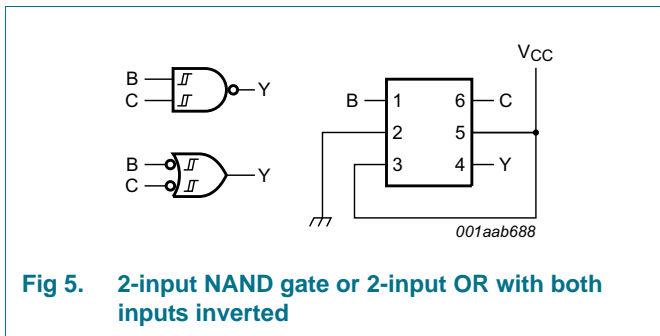 VCC
B
C
Y
B
C
Y
B 1 6 C
2 5
3 4 Y
001aab688
Fig 5. 2-input NAND gate or 2-input OR with both
inputs inverted